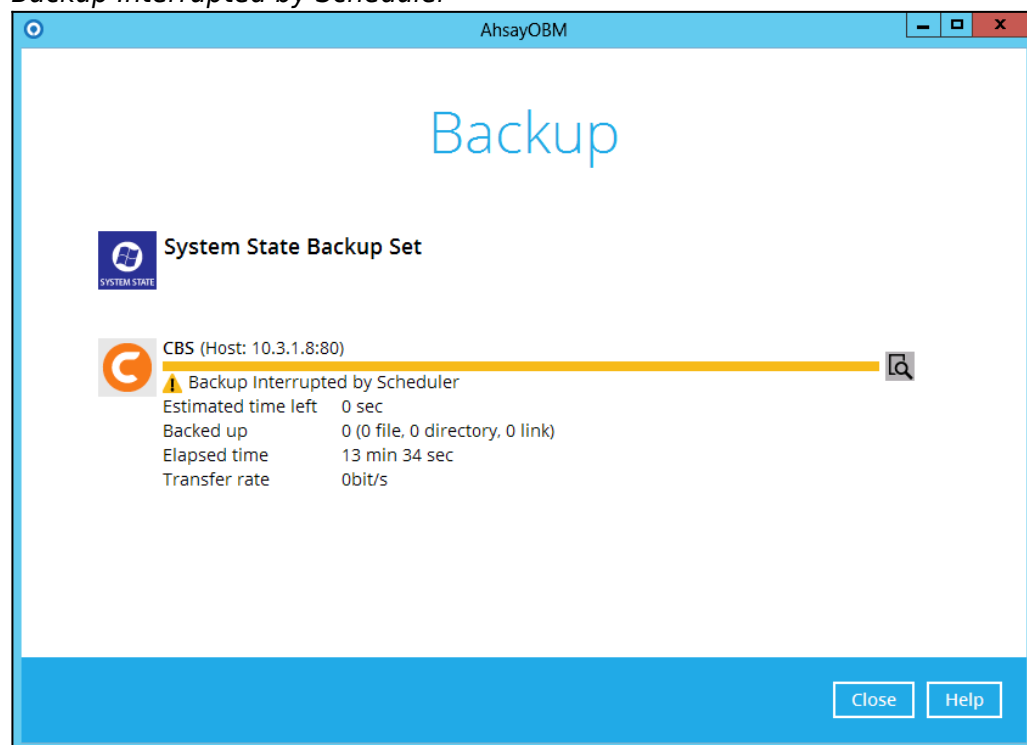 Backup Interrupted by Scheduler
AhsayOBM
Backup
System State Backup Set
SYSTEM STATE
CBS (Host: 10.3.1.8:80)
Backup Interrupted by Scheduler
Estimated time left 0 sec
Backed up 0 (0 file, 0 directory, 0 link)
Elapsed time 13 min 34 sec
Transfer rate 0bit/s
Close Help